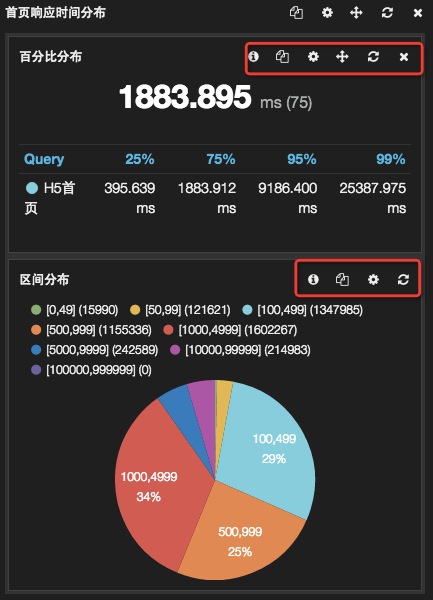 首页响应时间分布
百分比分布
1883.895 ms (75)
Query 25% 75% 95% 99%
H5首 395.639 1883.912 9186.400 25387.975
页 ms ms ms ms
区间分布
[0,49] (15990) [50,99] (121621) [100,499] (1347985)
[500,999] (1155336) [1000,4999] (1602267)
[5000,9999] (242589) [10000,99999] (214983)
[100000,999999] (0)
100,499
29%
1000,4999
34%
500,999
25%